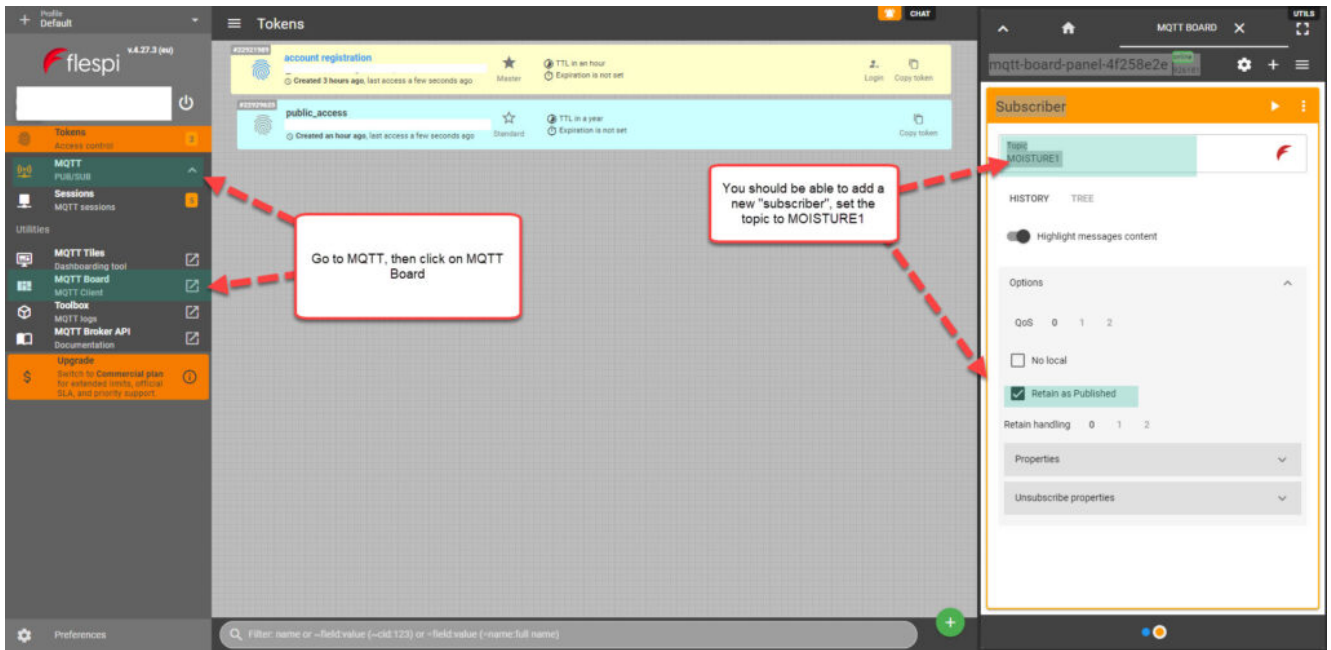 Profile
Default
flespi
v.4.27.3 (eu)
Tokens
Access control
2
MQTT
PUB/SUB
Sessions
MQTT sessions
5
Utilities
MQTT Tiles
Dashboarding tool
MQTT Board
MQTT Client
Toolbox
MQTT logs
MQTT Broker API
Documentation
Upgrade
Switch to Commercial plan
for extended limits, official
SLA, and priority support.
Preferences
Tokens
CHAT
account registration
Created 3 hours ago, last access a few seconds ago
Master
TTL in an hour
Expiration is not set
Login
Copy token
public_access
Created an hour ago, last access a few seconds ago
Standard
TTL in a year
Expiration is not set
Copy token
Go to MQTT, then click on MQTT
Board
You should be able to add a
new "subscriber", set the
topic to MOISTURE1
Filter: name or ~field:value (~cid:123) or =field:value (=name:full name)
UTILS
MQTT BOARD
mqtt-board-panel-4f258e2e
Subscriber
Topic
MOISTURE1
HISTORY TREE
Highlight messages content
Options
QoS 0 1 2
No local
Retain as Published
Retain handling 0 1 2
Properties
Unsubscribe properties